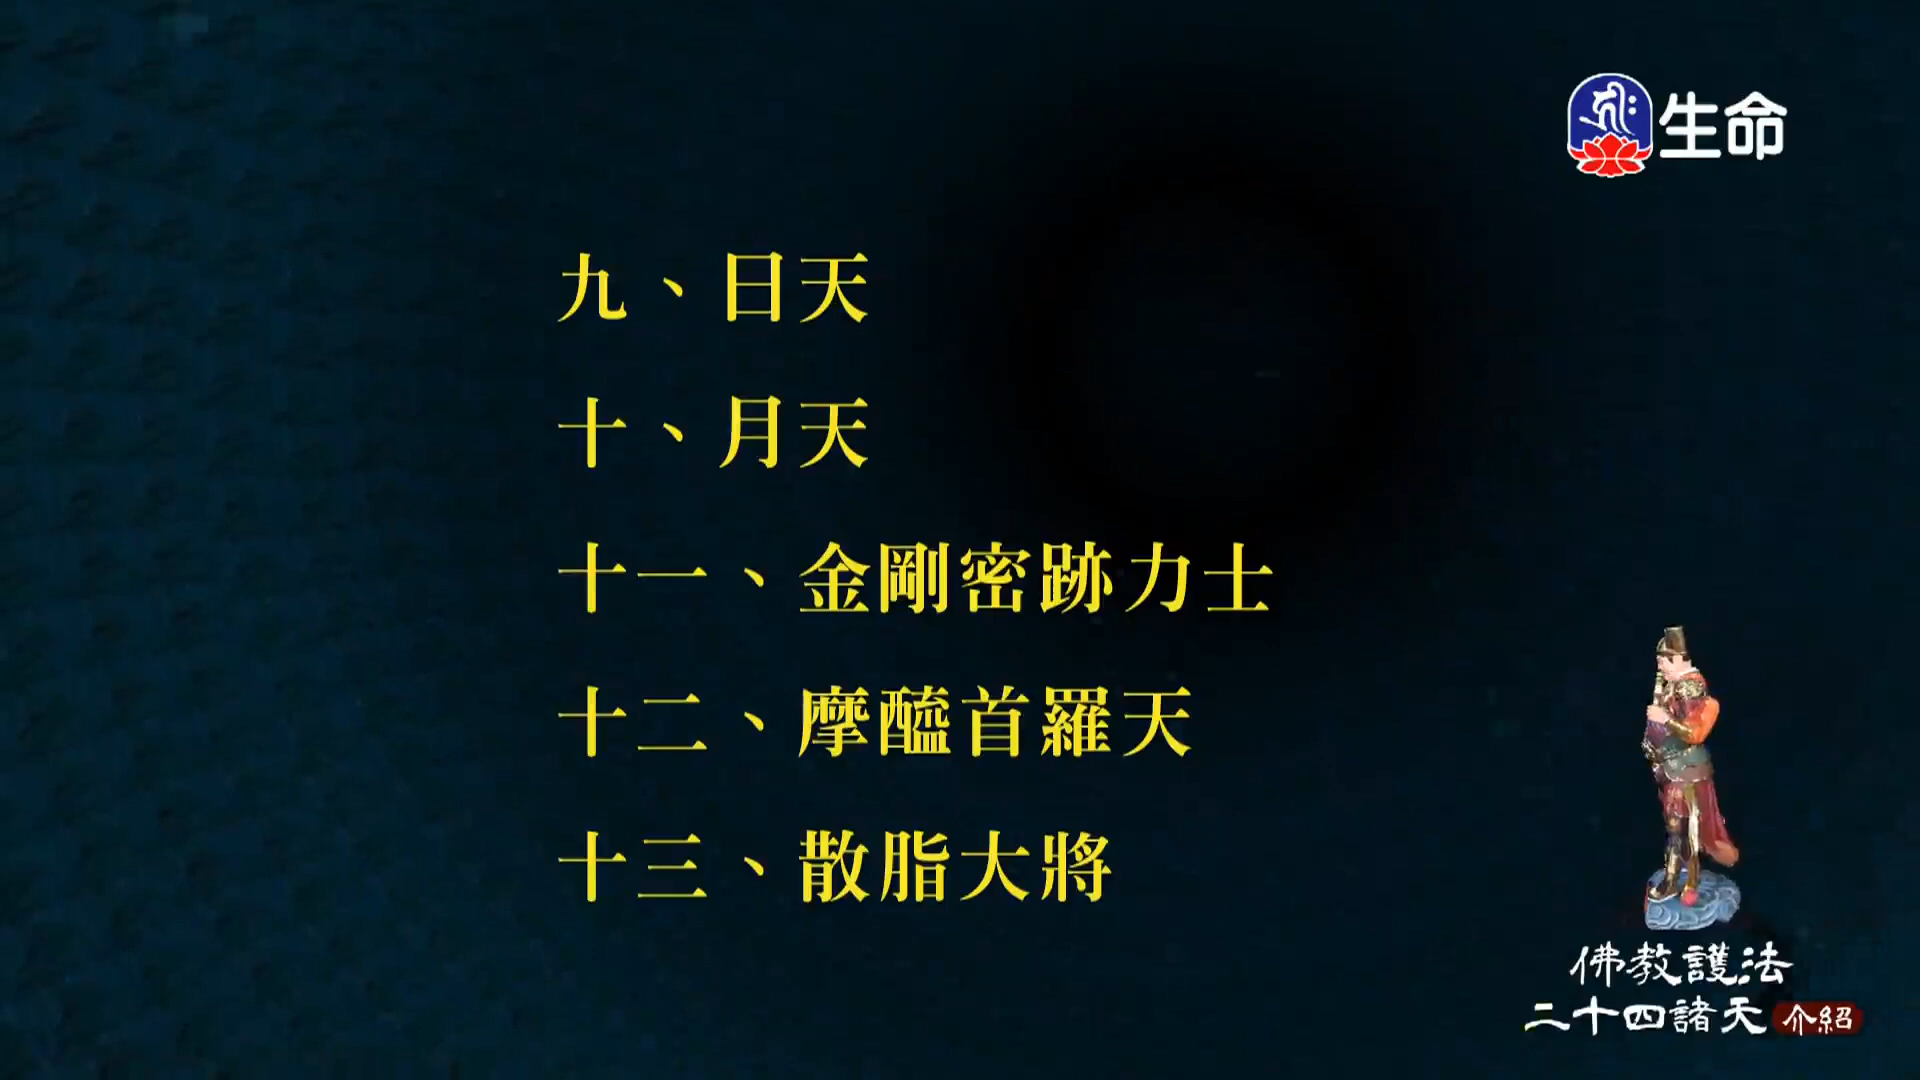 生命
九、日天
十、月天
十一、金剛密跡力士
十二、摩醯首羅天
十三、散脂大將
佛教護法
二十四諸天 介紹